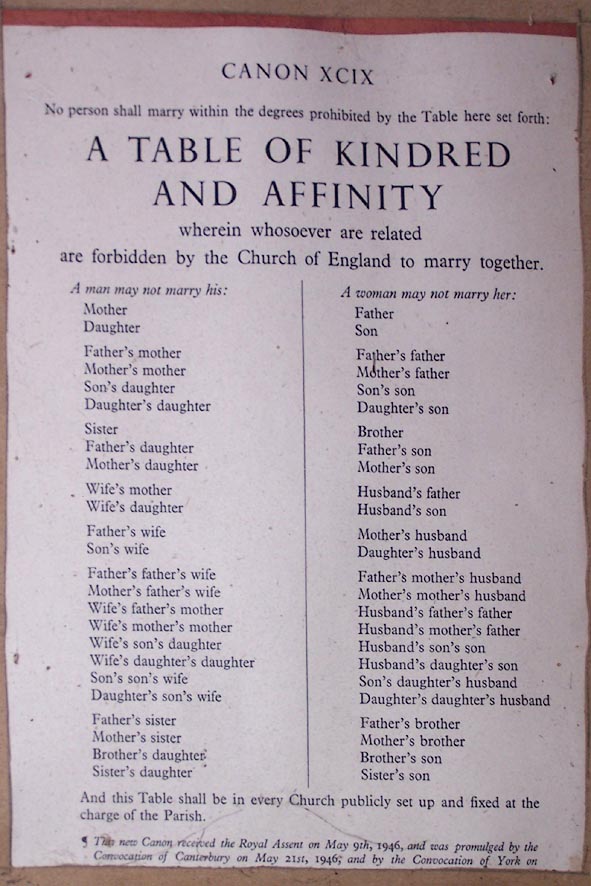 CANON XCIX
No person shall marry within the degrees prohibited by the Table here set forth:
A TABLE OF KINDRED
AND AFFINITY
wherein whosoever are related
are forbidden by the Church of England to marry together.
A man may not marry his:
Mother
Daughter
Father's mother
Mother's mother
Son's daughter
Daughter's daughter
Sister
Father's daughter
Mother's daughter
Wife's mother
Wife's daughter
Father's wife
Son's wife
Father's father's wife
Mother's father's wife
Wife's father's mother
Wife's mother's mother
Wife's son's daughter
Wife's daughter's daughter
Son's son's wife
Daughter's son's wife
Father's sister
Mother's sister
Brother's daughter
Sister's daughter
A woman may not marry her:
Father
Son
Father's father
Mother's father
Son's son
Daughter's son
Brother
Father's son
Mother's son
Husband's father
Husband's son
Mother's husband
Daughter's husband
Father's mother's husband
Mother's mother's husband
Husband's father's father
Husband's mother's father
Husband's son's son
Husband's daughter's son
Son's daughter's husband
Daughter's daughter's husband
Father's brother
Mother's brother
Brother's son
Sister's son
And this Table shall be in every Church publicly set up and fixed at the
charge of the Parish.
¶ This new Canon received the Royal Assent on May 9th, 1946, and was promulged by the
Convocation of Canterbury on May 21st, 1946; and by the Convocation of York on